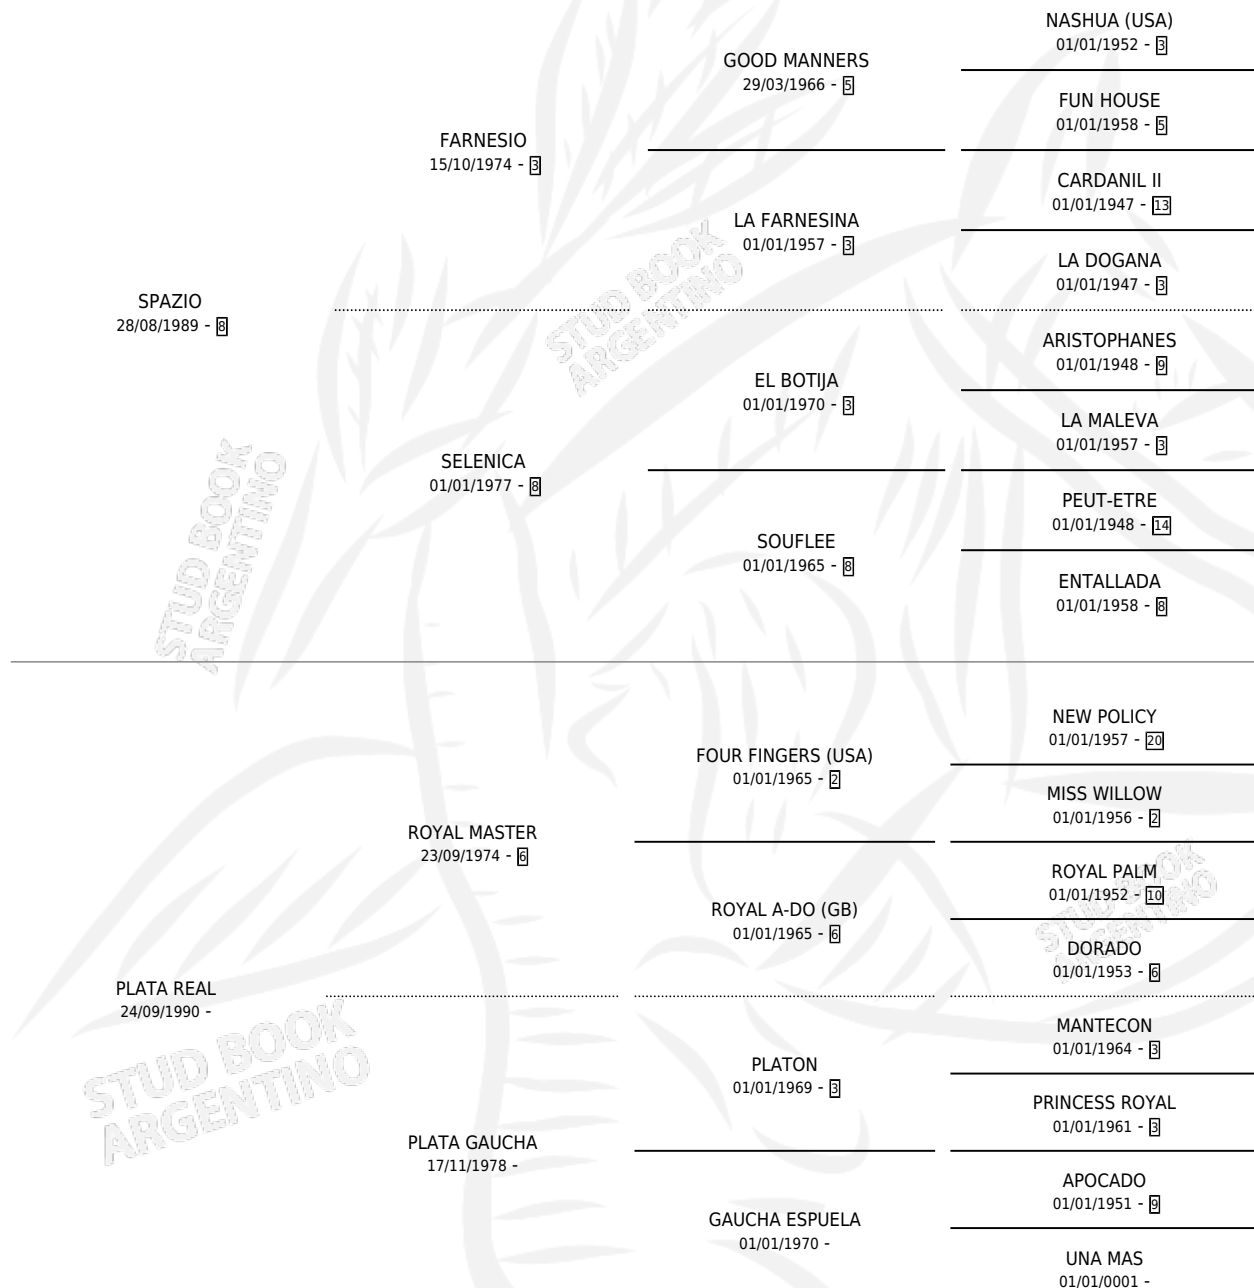 NASHUA (USA)
01/01/1952 - 3
GOOD MANNERS
29/03/1966 - 5
FUN HOUSE
01/01/1958 - 5
FARNESIO
15/10/1974 - 3
CARDANIL II
01/01/1947 - 13
LA FARNESINA
01/01/1957 - 3
LA DOGANA
01/01/1947 - 3
SPAZIO
28/08/1989 - 8
ARISTOPHANES
01/01/1948 - 9
EL BOTIJA
01/01/1970 - 3
LA MALEVA
01/01/1957 - 3
SELENICA
01/01/1977 - 8
PEUT-ETRE
01/01/1948 - 14
SOUFLEE
01/01/1965 - 8
ENTALLADA
01/01/1958 - 8
NEW POLICY
01/01/1957 - 20
FOUR FINGERS (USA)
01/01/1965 - 2
MISS WILLOW
01/01/1956 - 2
ROYAL MASTER
23/09/1974 - 6
ROYAL PALM
01/01/1952 - 10
ROYAL A-DO (GB)
01/01/1965 - 6
DORADO
01/01/1953 - 6
PLATA REAL
24/09/1990 -
MANTECON
01/01/1964 - 3
PLATON
01/01/1969 - 3
PRINCESS ROYAL
01/01/1961 - 3
PLATA GAUCHA
17/11/1978 -
APOCADO
01/01/1951 - 9
GAUCHA ESPUELA
01/01/1970 -
UNA MAS
01/01/0001 -
STUD BOOK
ARGENTINO
STUD BOOK
ARGENTINO
STUD BOOK
ARGENTINO
STUD BOOK
ARGENTINO